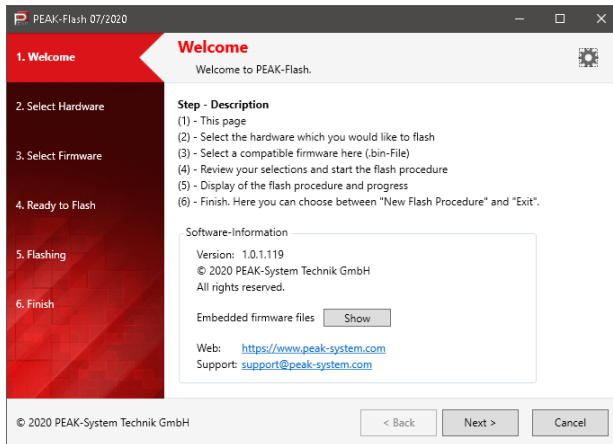 PEAK-Flash 07/2020
1. Welcome
2. Select Hardware
3. Select Firmware
4. Ready to Flash
5. Flashing
6. Finish
Welcome
Welcome to PEAK-Flash.
Step - Description
(1) - This page
(2) - Select the hardware which you would like to flash
(3) - Select a compatible firmware here (.bin-File)
(4) - Review your selections and start the flash procedure
(5) - Display of the flash procedure and progress
(6) - Finish. Here you can choose between "New Flash Procedure" and "Exit".
Software-Information
Version: 1.0.1.119
© 2020 PEAK-System Technik GmbH
All rights reserved.
Embedded firmware files Show
Web: https://www.peak-system.com
Support: support@peak-system.com
© 2020 PEAK-System Technik GmbH
< Back Next > Cancel